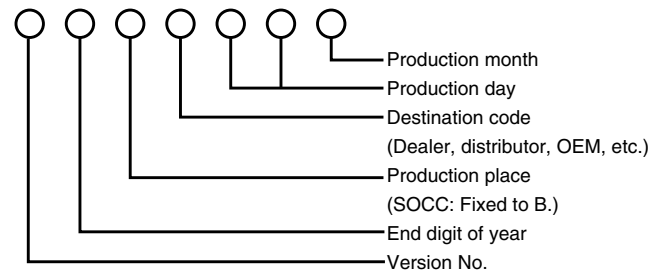 Production month
Production day
Destination code
(Dealer, distributor, OEM, etc.)
Production place
(SOCC: Fixed to B.)
End digit of year
Version No.